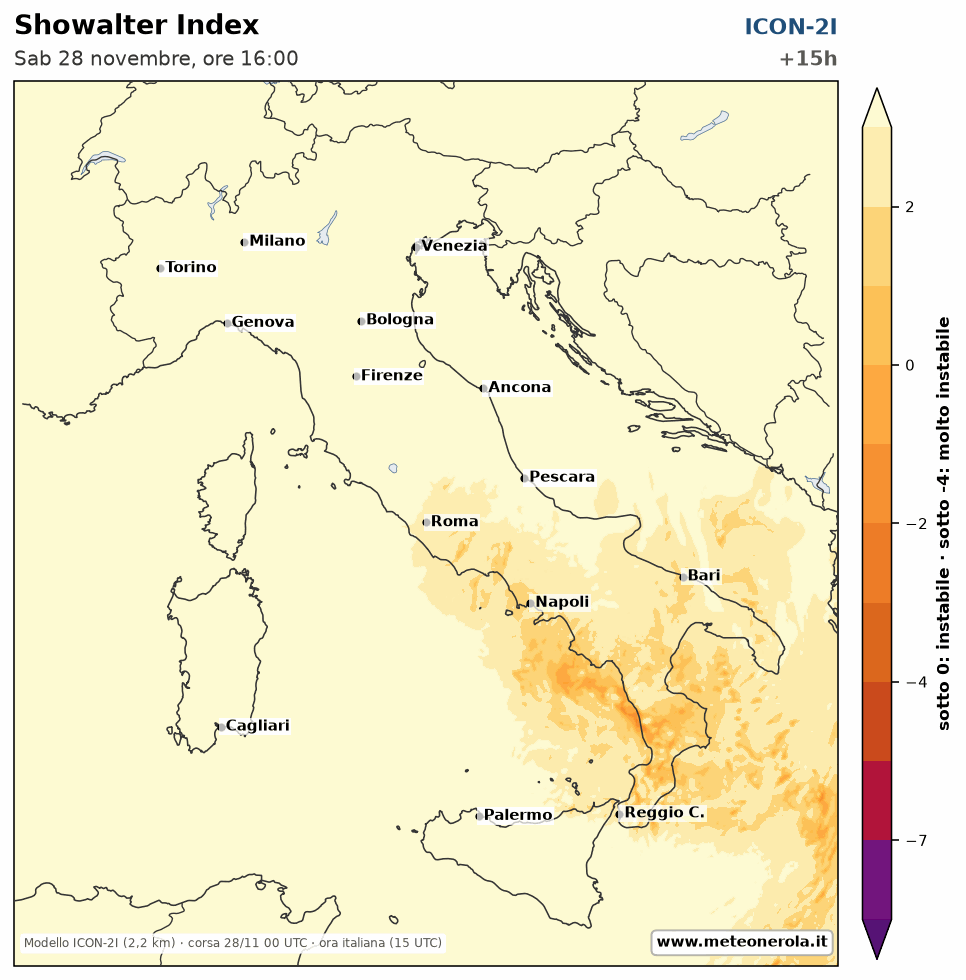 Showalter Index
ICON-2I
Sab 28 novembre, ore 16:00
+15h
Milano
Venezia
Torino
Genova
Bologna
Firenze
Ancona
Pescara
Roma
Bari
Napoli
Cagliari
Palermo
Reggio C.
2
0
−2
−4
−7
sotto 0: instabile · sotto -4: molto instabile
Modello ICON-2I (2,2 km) · corsa 28/11 00 UTC · ora italiana (15 UTC)
www.meteonerola.it